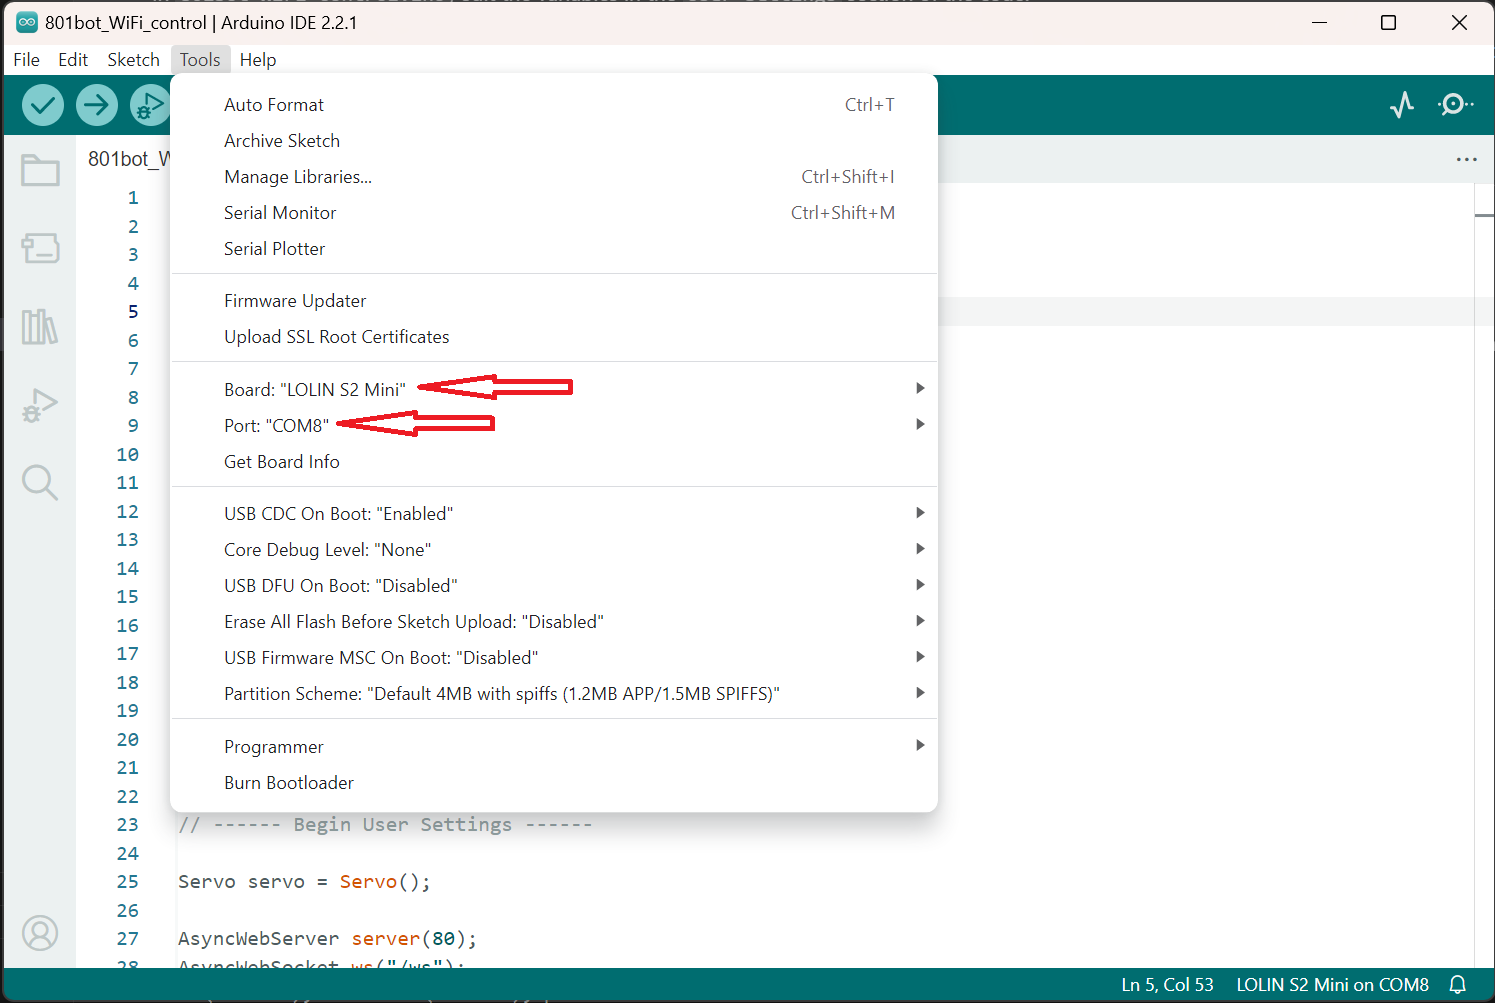 801bot_WiFi_control | Arduino IDE 2.2.1
File Edit Sketch Tools Help
801bot_W
Auto Format Ctrl+T
Archive Sketch
Manage Libraries... Ctrl+Shift+I
Serial Monitor Ctrl+Shift+M
Serial Plotter
Firmware Updater
Upload SSL Root Certificates
Board: "LOLIN S2 Mini"
Port: "COM8"
Get Board Info
USB CDC On Boot: "Enabled"
Core Debug Level: "None"
USB DFU On Boot: "Disabled"
Erase All Flash Before Sketch Upload: "Disabled"
USB Firmware MSC On Boot: "Disabled"
Partition Scheme: "Default 4MB with spiffs (1.2MB APP/1.5MB SPIFFS)"
Programmer
Burn Bootloader
1
2
3
4
5
6
7
8
9
10
11
12
13
14
15
16
17
18
19
20
21
22
23 // ------ Begin User Settings ------
24
25 Servo servo = Servo();
26
27 AsyncWebServer server(80);
28 AsyncWebSocket ws("/ws");
Ln 5, Col 53 LOLIN S2 Mini on COM8